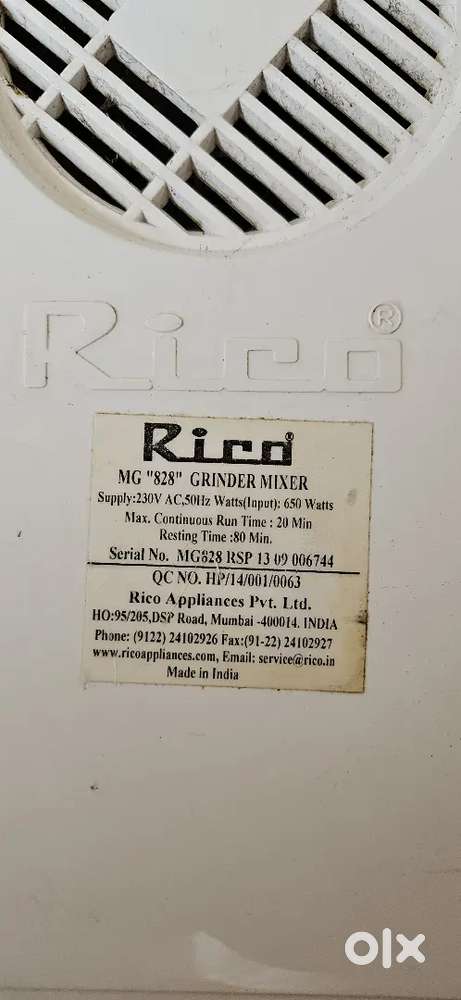 Rico®
Rico®
MG "828" GRINDER MIXER
Supply:230V AC,50Hz Watts(Input): 650 Watts
Max. Continuous Run Time : 20 Min
Resting Time :80 Min.
Serial No. MG828 RSP 13 09 006744
QC NO. HP/14/001/0063
Rico Appliances Pvt. Ltd.
HO:95/205,DSP Road, Mumbai -400014. INDIA
Phone: (9122) 24102926 Fax:(91-22) 24102927
www.ricoappliances.com, Email: service@rico.in
Made in India
olx